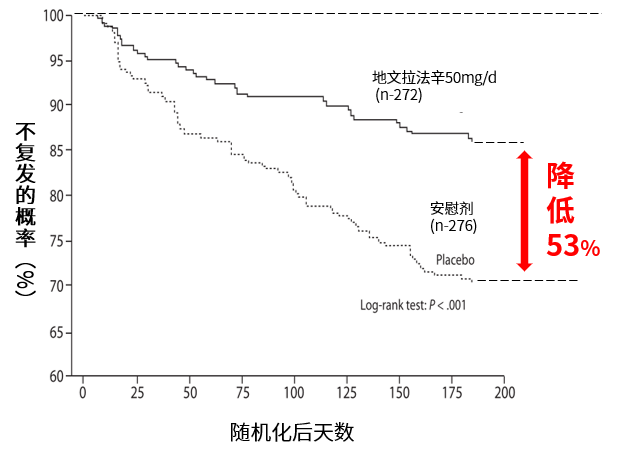 100
95
90
85
80
75
70
65
60
不复发的概率（%）
地文拉法辛50mg/d
(n-272)
安慰剂
(n-276)
Placebo
Log-rank test: P < .001
降
低
53%
0 25 50 75 100 125 150 175 200
随机化后天数